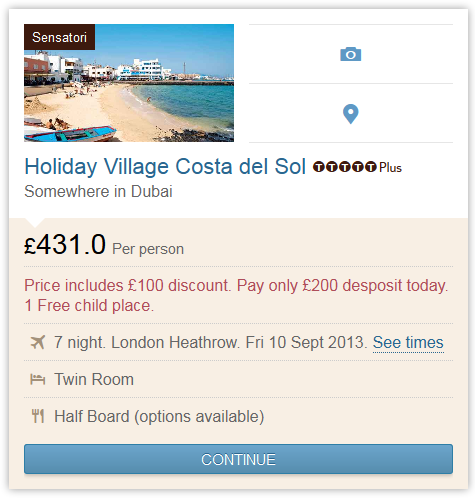 Sensatori
Holiday Village Costa del Sol TTTTT Plus
Somewhere in Dubai
£431.0 Per person
Price includes £100 discount. Pay only £200 desposit today.
1 Free child place.
7 night. London Heathrow. Fri 10 Sept 2013. See times
Twin Room
Half Board (options available)
CONTINUE